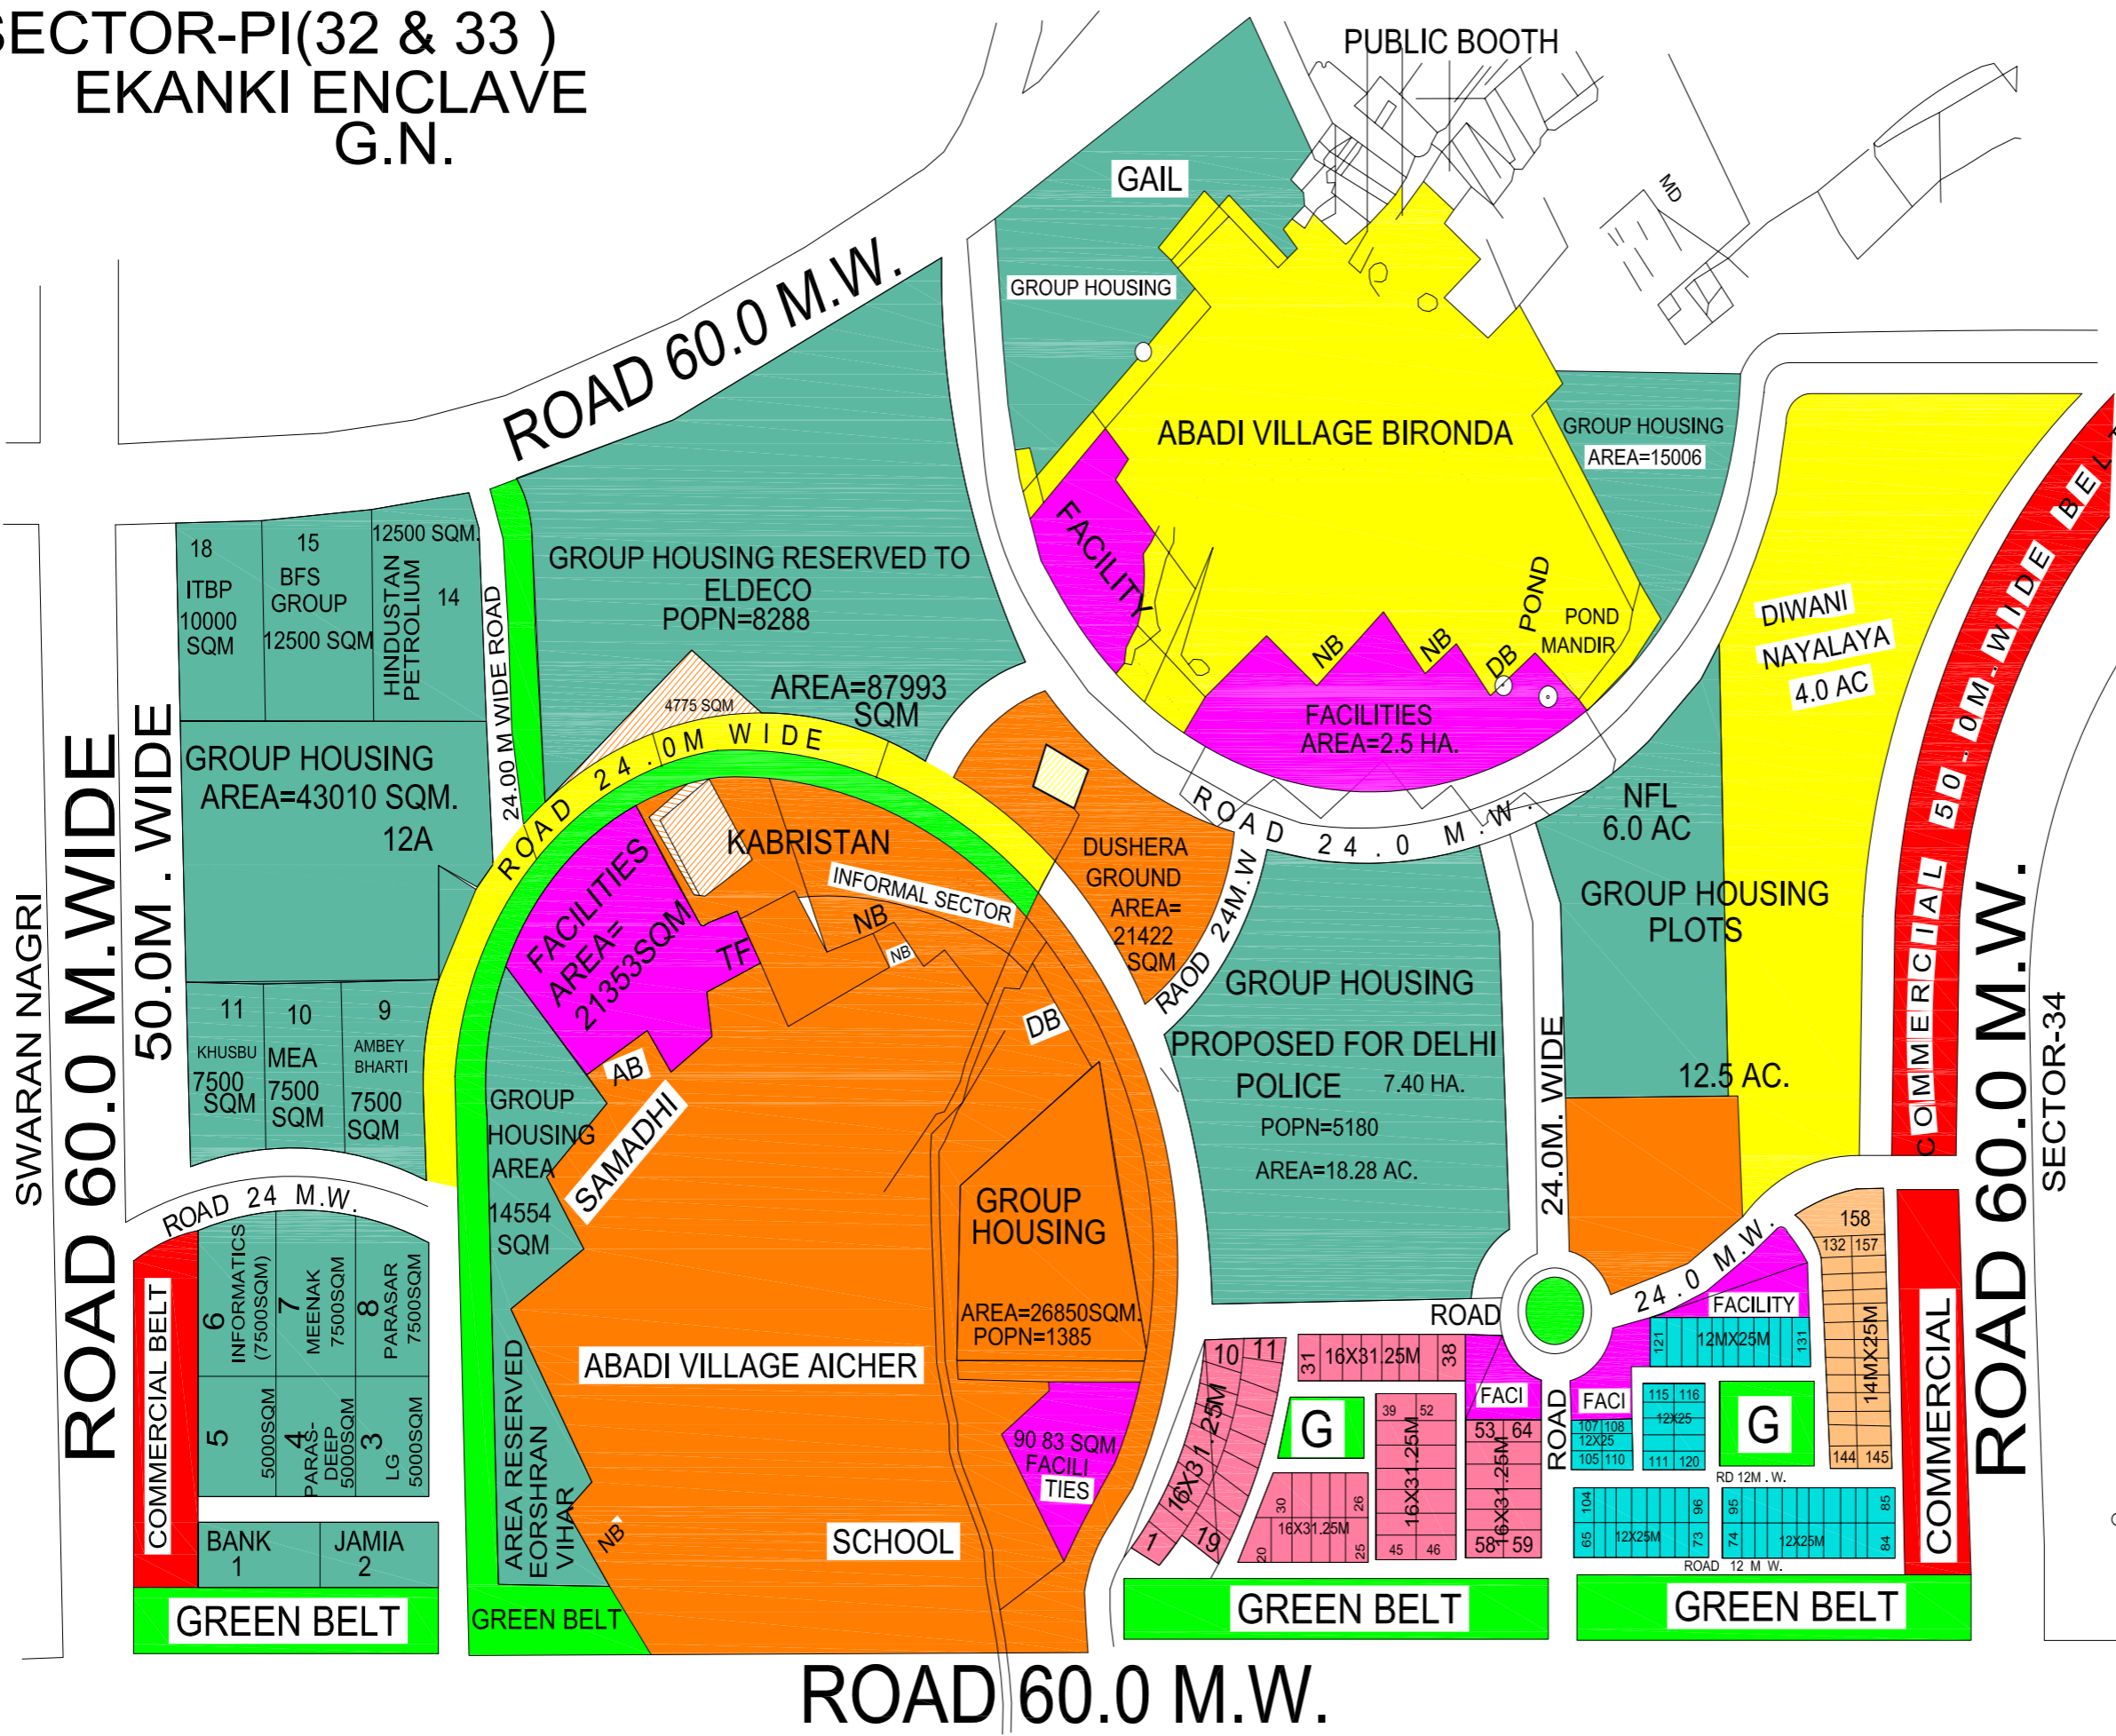 SECTOR-PI(32 & 33 )
EKANKI ENCLAVE
G.N.
PUBLIC BOOTH
GAIL
MD
GROUP HOUSING
ROAD 60.0 M.W.
ABADI VILLAGE BIRONDA
GROUP HOUSING
AREA=15006
FACILITY
POND
POND
MANDIR
NB
NB
DB
FACILITIES
AREA=2.5 HA.
DIWANI
NAYALAYA
4.0 AC
COMMERCIAL 50.0M. WIDE BELT
18
ITBP
10000
SQM
15
BFS
GROUP
12500 SQM
12500 SQM.
HINDUSTAN
PETROLIUM
14
24.00 M WIDE ROAD
GROUP HOUSING RESERVED TO
ELDECO
POPN=8288
AREA=87993
SQM
4775 SQM
ROAD 24.0M WIDE
GROUP HOUSING
AREA=43010 SQM.
12A
SWARAN NAGRI
ROAD 60.0 M.WIDE
50.0M . WIDE
11
KHUSBU
7500
SQM
10
MEA
7500
SQM
9
AMBEY
BHARTI
7500
SQM
KABRISTAN
INFORMAL SECTOR
FACILITIES
AREA=
21353SQM
TF
NB
NB
DB
AB
SAMADHI
DUSHERA
GROUND
AREA=
21422
SQM
RAOD 24M.W
ROAD 24.0 M.W.
NFL
6.0 AC
GROUP HOUSING
PLOTS
12.5 AC.
GROUP HOUSING
PROPOSED FOR DELHI
POLICE 7.40 HA.
POPN=5180
AREA=18.28 AC.
24.0M. WIDE
ROAD 60.0 M.W.
SECTOR-34
GROUP
HOUSING
AREA
14554
SQM
ROAD 24 M.W.
COMMERCIAL BELT
6
INFORMATICS
(7500SQM)
7
MEENAK
7500SQM
8
PARASAR
7500SQM
5
5000SQM
4
PARAS-
DEEP
5000SQM
3
LG
5000SQM
BANK
1
JAMIA
2
GREEN BELT
AREA RESERVED
EORSHRAN
VIHAR
NB
GREEN BELT
ABADI VILLAGE AICHER
SCHOOL
GROUP
HOUSING
AREA=26850SQM.
POPN=1385
90 83 SQM
FACILI
TIES
ROAD
24.0 M.W.
ROAD
FACILITY
FACI
FACI
10 11
16X31.25M
1
19
31 16X31.25M 38
G
39 52
16X31.25M
45 46
30 26
16X31.25M
20 25
53 64
16X31.25M
58 59
121 12MX25M 131
115 116
12X25
111 120
107 108
12X25
105 110
G
158
132 157
14MX25M
144 145
RD 12M . W.
104 96
65 12X25M 73
95 85
74 12X25M 84
ROAD 12 M W.
COMMERCIAL
GREEN BELT
GREEN BELT
ROAD 60.0 M.W.